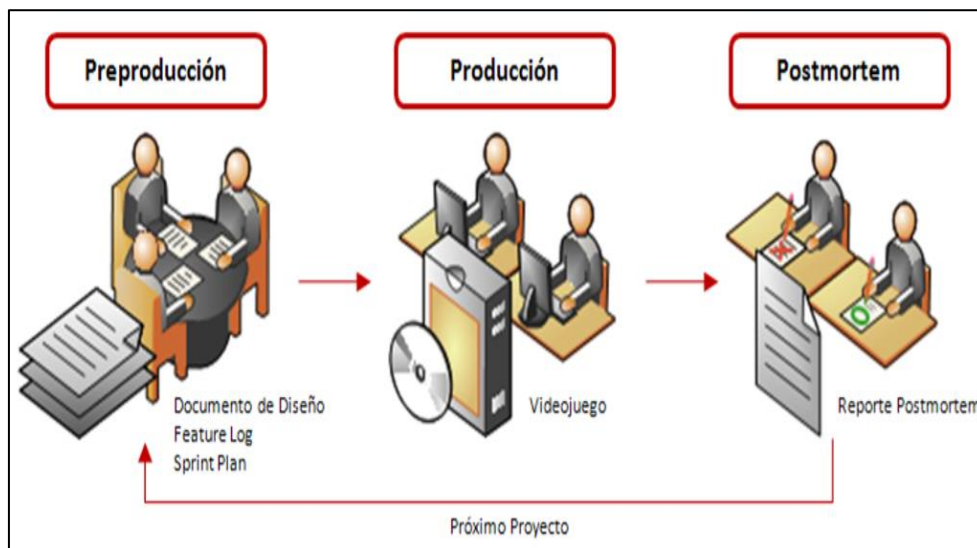 Preproducción
Producción
Postmortem
Documento de Diseño
Feature Log
Sprint Plan
Videojuego
Reporte Postmortem
Próximo Proyecto